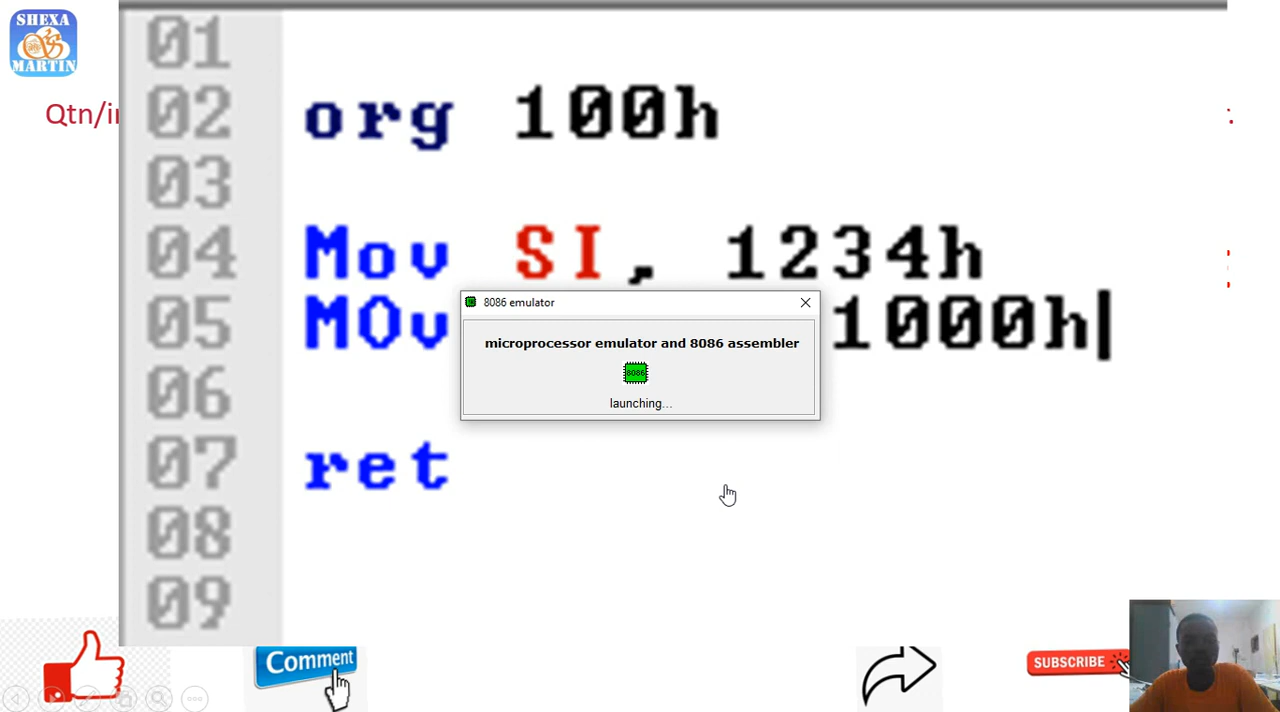 SHEXA
MARTIN
Qtn/in
01
02 org 100h
03
04 Mov SI, 1234h
05 MOv 1000h
06
07 ret
08
09
8086 emulator
microprocessor emulator and 8086 assembler
8086
launching...
Comment
SUBSCRIBE